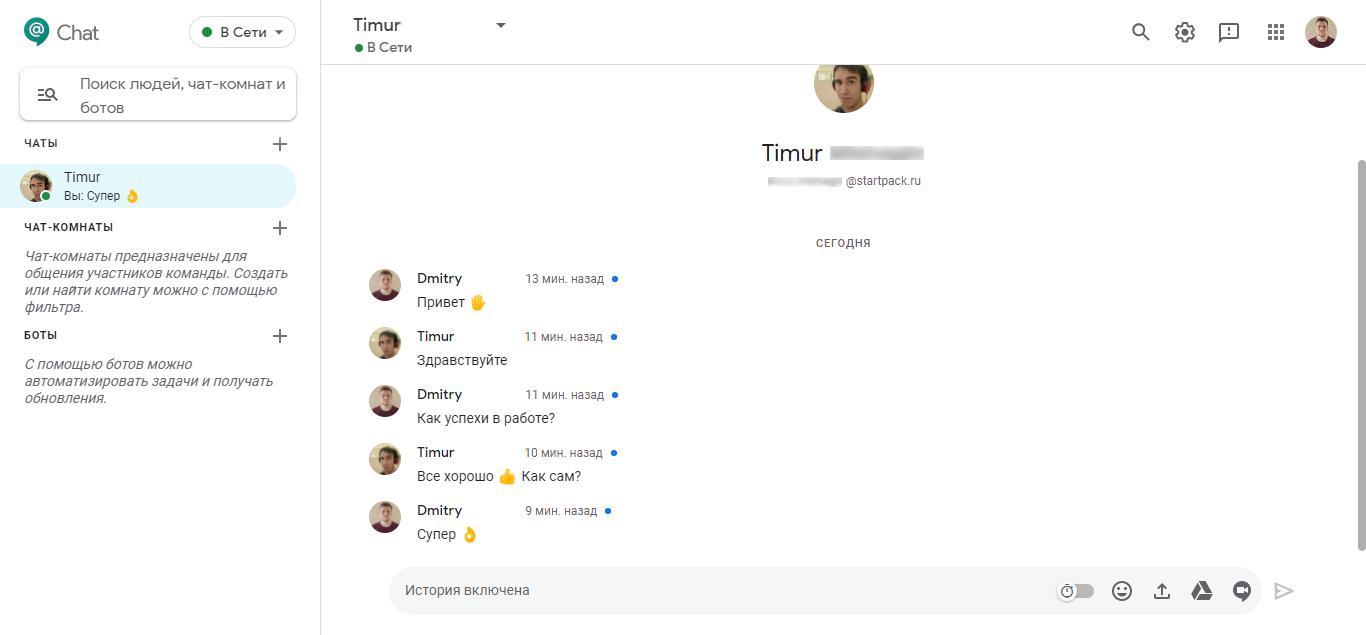 Chat
В Сети
Поиск людей, чат-комнат и
ботов
ЧАТЫ
Timur
Вы: Супер 👌
ЧАТ-КОМНАТЫ
Чат-комнаты предназначены для
общения участников команды. Создать
или найти комнату можно с помощью
фильтра.
БОТЫ
С помощью ботов можно
автоматизировать задачи и получать
обновления.
Timur
В Сети
Timur
@startpack.ru
СЕГОДНЯ
Dmitry 13 мин. назад
Привет 🖐
Timur 11 мин. назад
Здравствуйте
Dmitry 11 мин. назад
Как успехи в работе?
Timur 10 мин. назад
Все хорошо 👍 Как сам?
Dmitry 9 мин. назад
Супер 👌
История включена